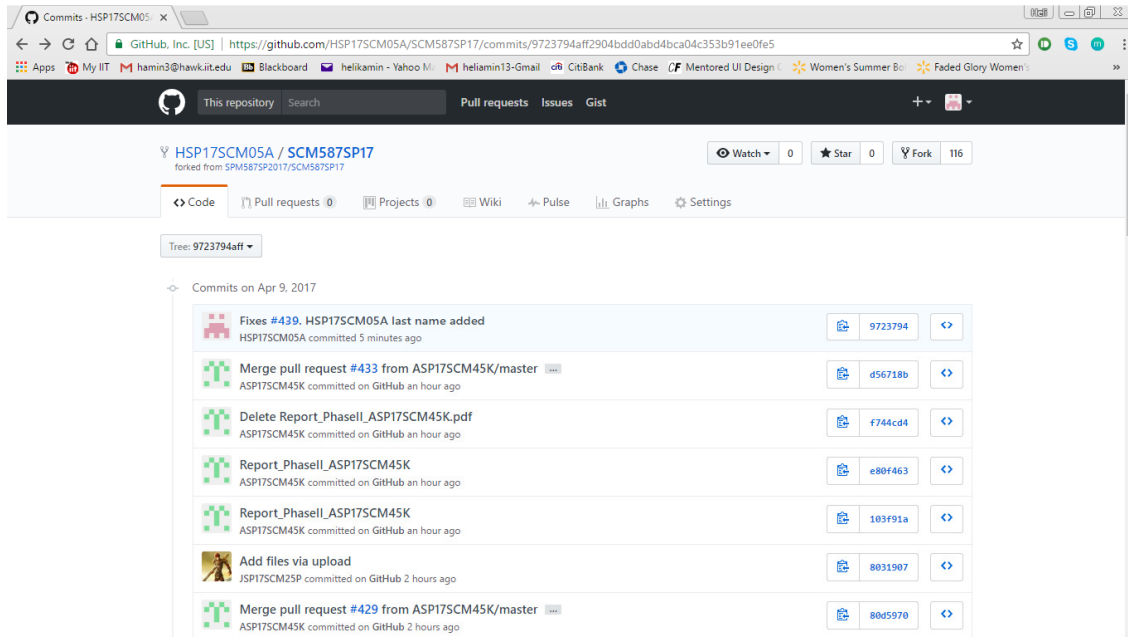 Commits · HSP17SCM05A
Heli
GitHub, Inc. [US] | https://github.com/HSP17SCM05A/SCM587SP17/commits/9723794aff2904bdd0abd4bca04c353b91ee0fe5
Apps My IIT hamin3@hawk.iit.edu Bb Blackboard helikamin - Yahoo Ma heliamin13-Gmail citi CitiBank Chase CF Mentored UI Design C Women's Summer Bo Faded Glory Women's »
This repository Search Pull requests Issues Gist
HSP17SCM05A / SCM587SP17 Watch 0 Star 0 Fork 116
forked from SPM587SP2017/SCM587SP17
Code Pull requests 0 Projects 0 Wiki Pulse Graphs Settings
Tree: 9723794aff
Commits on Apr 9, 2017
Fixes #439. HSP17SCM05A last name added 9723794
HSP17SCM05A committed 5 minutes ago
Merge pull request #433 from ASP17SCM45K/master … d56718b
ASP17SCM45K committed on GitHub an hour ago
Delete Report_PhaseII_ASP17SCM45K.pdf f744cd4
ASP17SCM45K committed on GitHub an hour ago
Report_PhaseII_ASP17SCM45K e80f463
ASP17SCM45K committed on GitHub an hour ago
Report_PhaseII_ASP17SCM45K 103f91a
ASP17SCM45K committed on GitHub an hour ago
Add files via upload 8031907
JSP17SCM25P committed on GitHub 2 hours ago
Merge pull request #429 from ASP17SCM45K/master … 80d5970
ASP17SCM45K committed on GitHub 2 hours ago